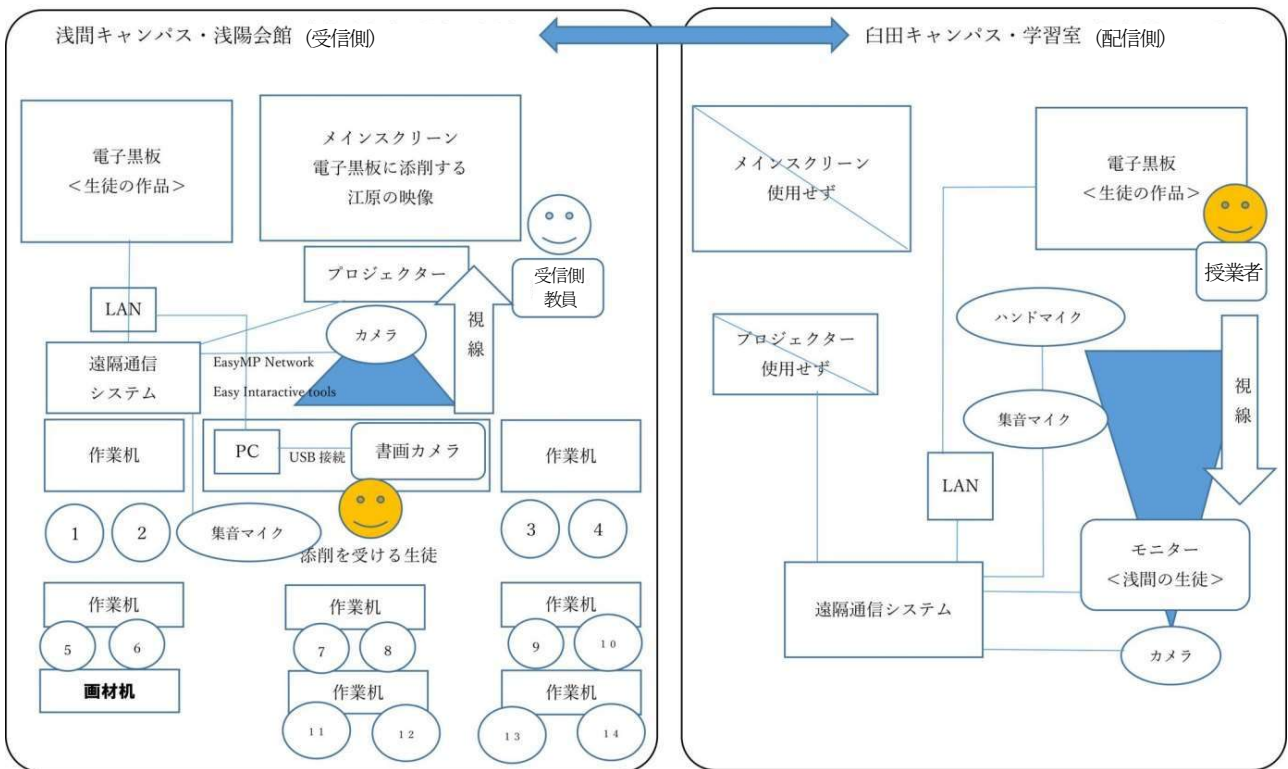 浅間キャンパス・浅陽会館（受信側）
電子黒板
＜生徒の作品＞
メインスクリーン
電子黒板に添削する
江原の映像
プロジェクター
受信側
教員
LAN
カメラ
視線
遠隔通信
システム
EasyMP Network
Easy Intaractive tools
作業机
PC
USB 接続
書画カメラ
作業机
1
2
集音マイク
添削を受ける生徒
3
4
作業机
作業机
作業机
5
6
7
8
9
10
画材机
作業机
作業机
11
12
13
14
臼田キャンパス・学習室（配信側）
メインスクリーン
使用せず
電子黒板
＜生徒の作品＞
授業者
プロジェクター
使用せず
ハンドマイク
集音マイク
視線
LAN
モニター
＜浅間の生徒＞
遠隔通信システム
カメラ